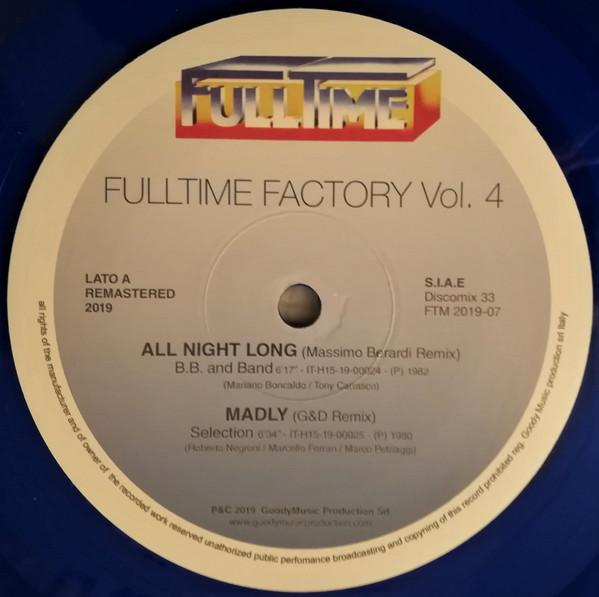 FULLTIME
FULLTIME FACTORY Vol. 4
LATO A
REMASTERED
2019
S.I.A.E
Discomix 33
FTM 2019-07
ALL NIGHT LONG (Massimo Berardi Remix)
B.B. and Band 6'17" - IT-H15-19-00024 - (P) 1982
(Mariano Boncaldo / Tony Carrasco)
MADLY (G&D Remix)
Selection 6'34" - IT-H15-19-00025 - (P) 1980
(Roberto Negroni / Marcello Ferrari / Marco Petriaggi)
P&C 2019 GoodyMusic Production Srl
www.goodymusicproduction.com
all rights of the manufacturer and of owner of the recorded work reserved unathorized public perfomance broadcasting and copyring of this record prohibited reg. Goody Music production srl Italy